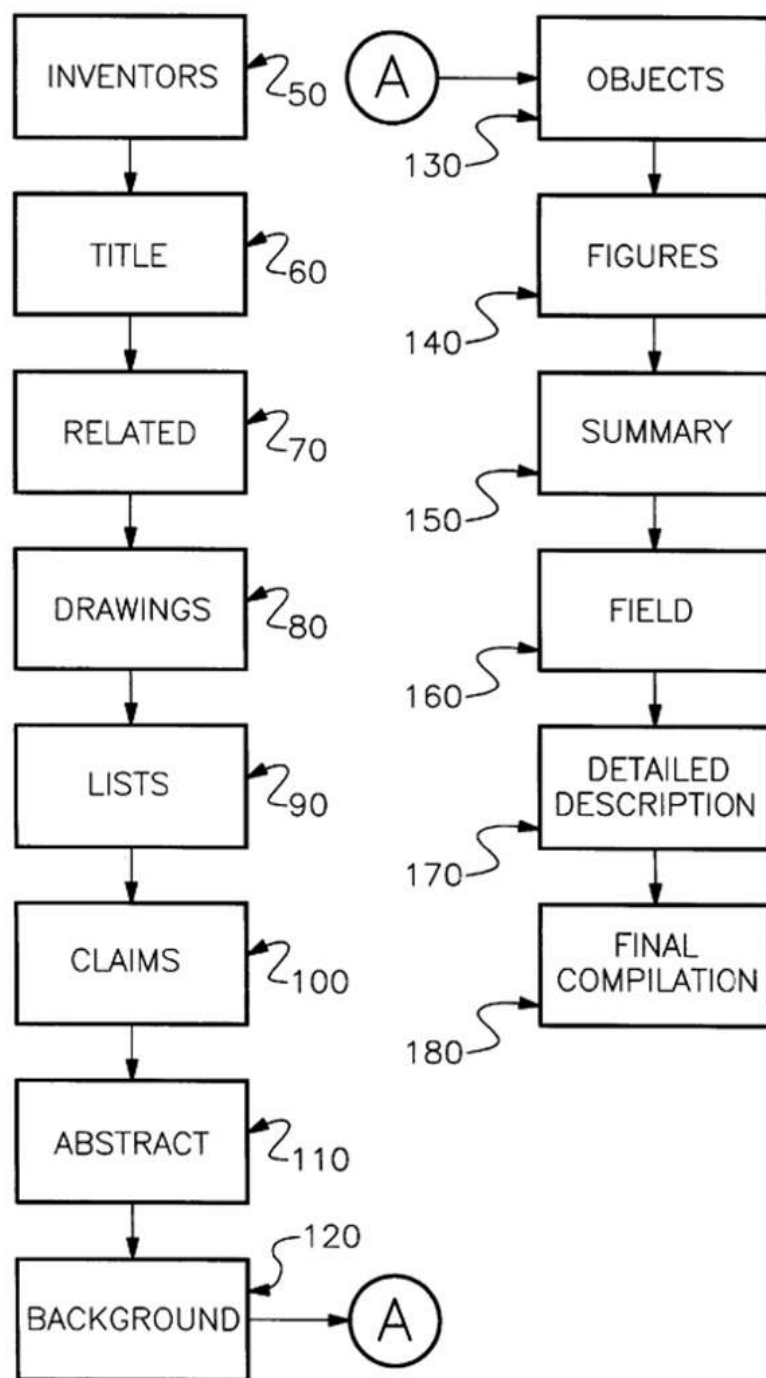 INVENTORS
50
TITLE
60
RELATED
70
DRAWINGS
80
LISTS
90
CLAIMS
100
ABSTRACT
110
120
BACKGROUND
A
A
OBJECTS
130
FIGURES
140
SUMMARY
150
FIELD
160
DETAILED
DESCRIPTION
170
FINAL
COMPILATION
180